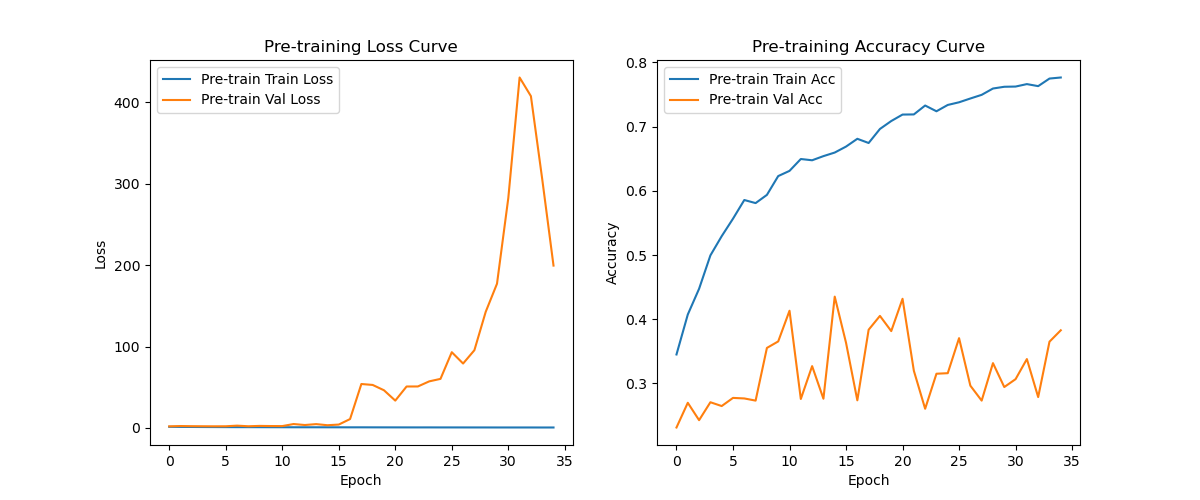 Pre-training Loss Curve
Pre-train Train Loss
Pre-train Val Loss
400
300
200
100
0
Loss
0 5 10 15 20 25 30 35
Epoch
Pre-training Accuracy Curve
Pre-train Train Acc
Pre-train Val Acc
0.8
0.7
0.6
0.5
0.4
0.3
Accuracy
0 5 10 15 20 25 30 35
Epoch